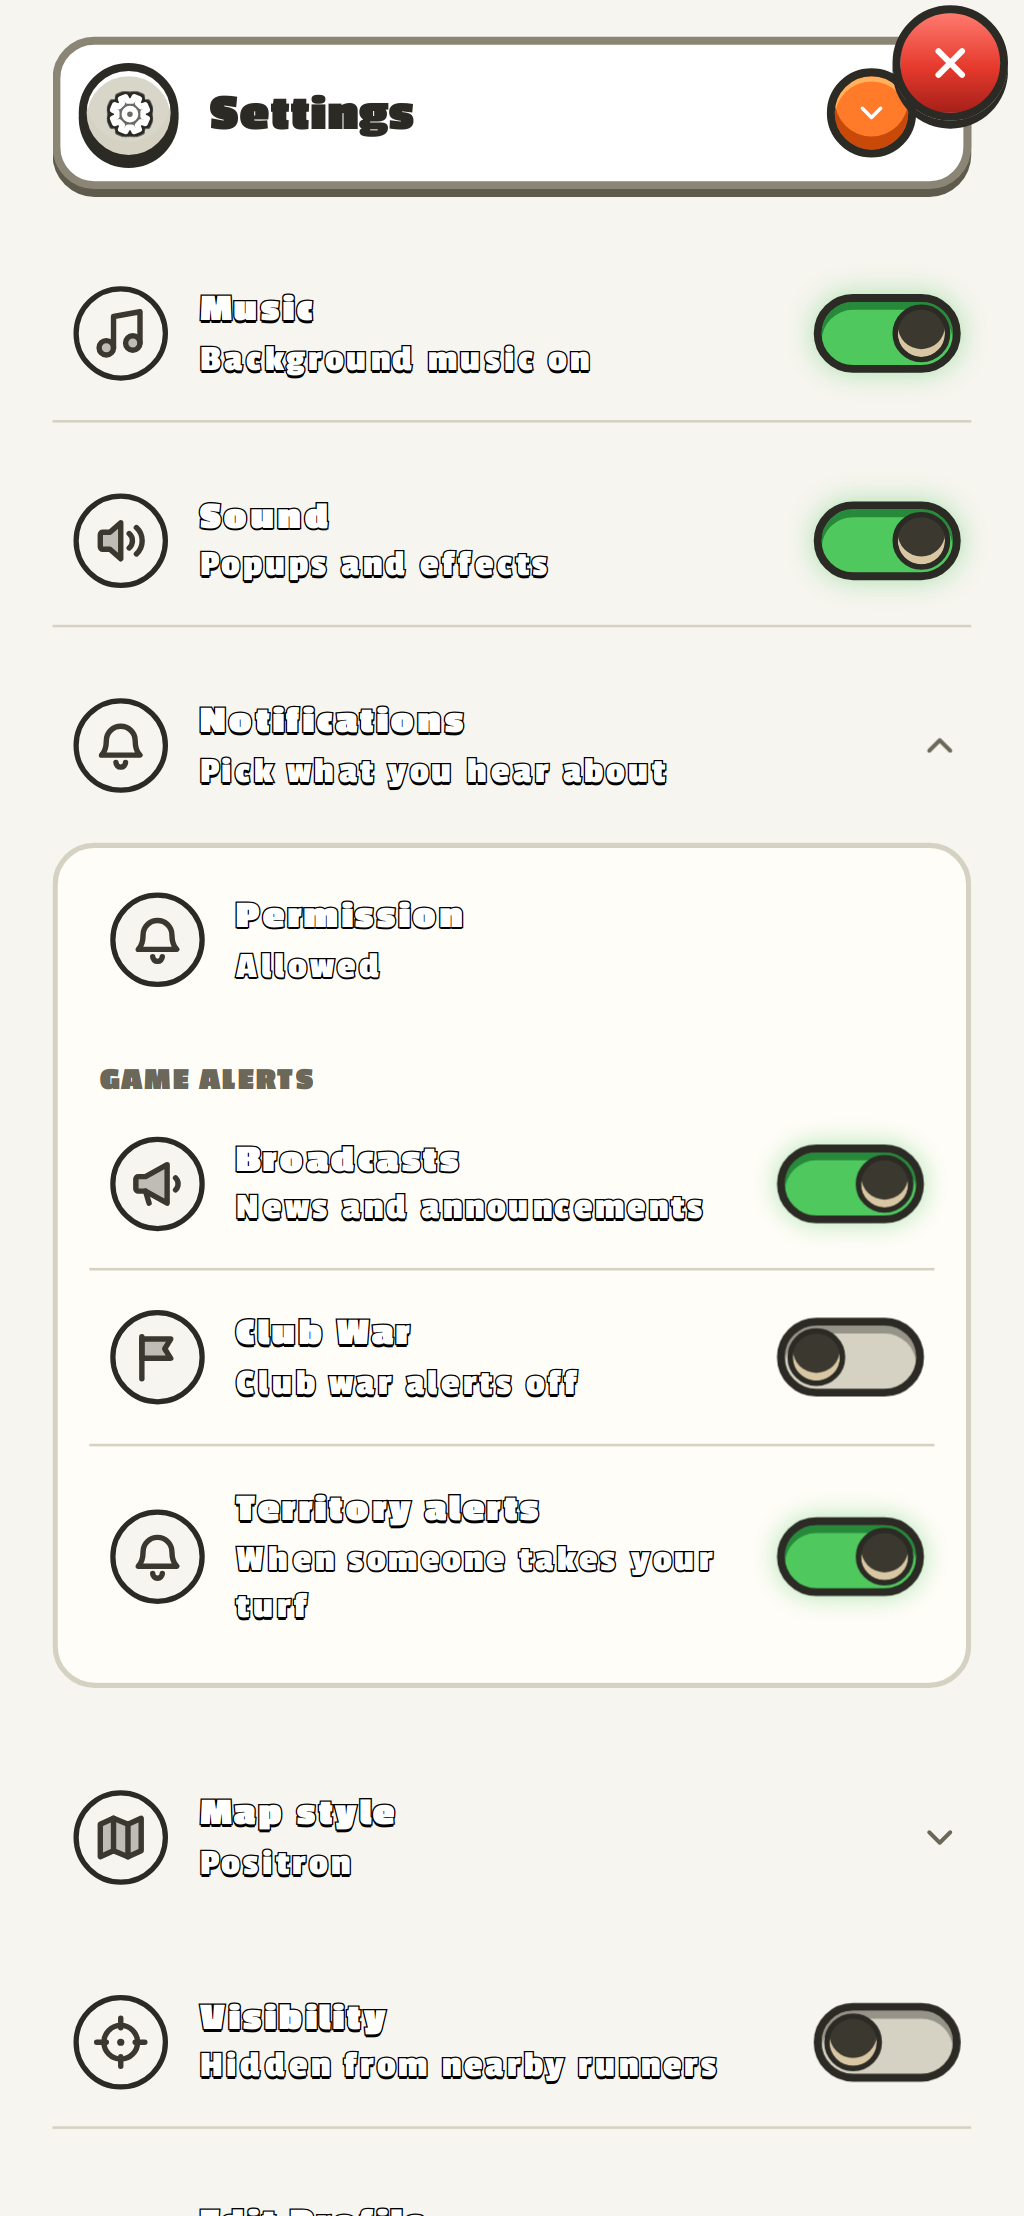 Settings
Music
Background music on
Sound
Popups and effects
Notifications
Pick what you hear about
Permission
Allowed
GAME ALERTS
Broadcasts
News and announcements
Club War
Club war alerts off
Territory alerts
When someone takes your
turf
Map style
Positron
Visibility
Hidden from nearby runners
Edit Profile